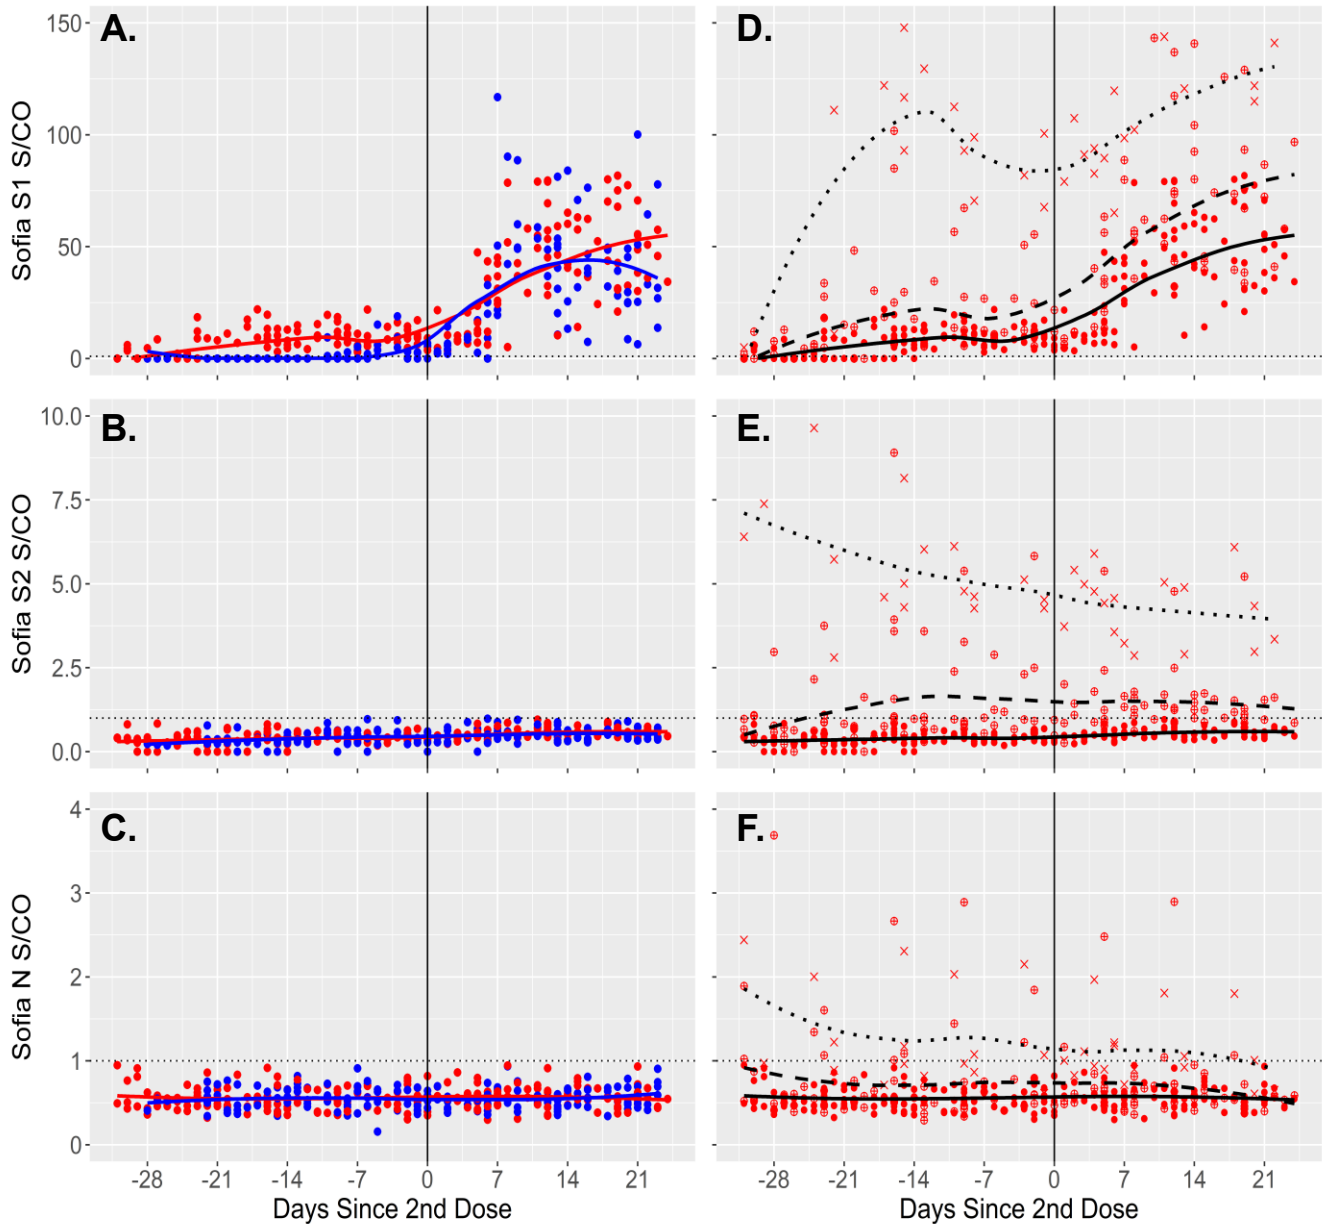 A.
D.
Sofia S1 S/CO
150
100
50
0
B.
E.
Sofia S2 S/CO
10.0
7.5
5.0
2.5
0.0
C.
F.
Sofia N S/CO
4
3
2
1
0
-28 -21 -14 -7 0 7 14 21
-28 -21 -14 -7 0 7 14 21
Days Since 2nd Dose
Days Since 2nd Dose